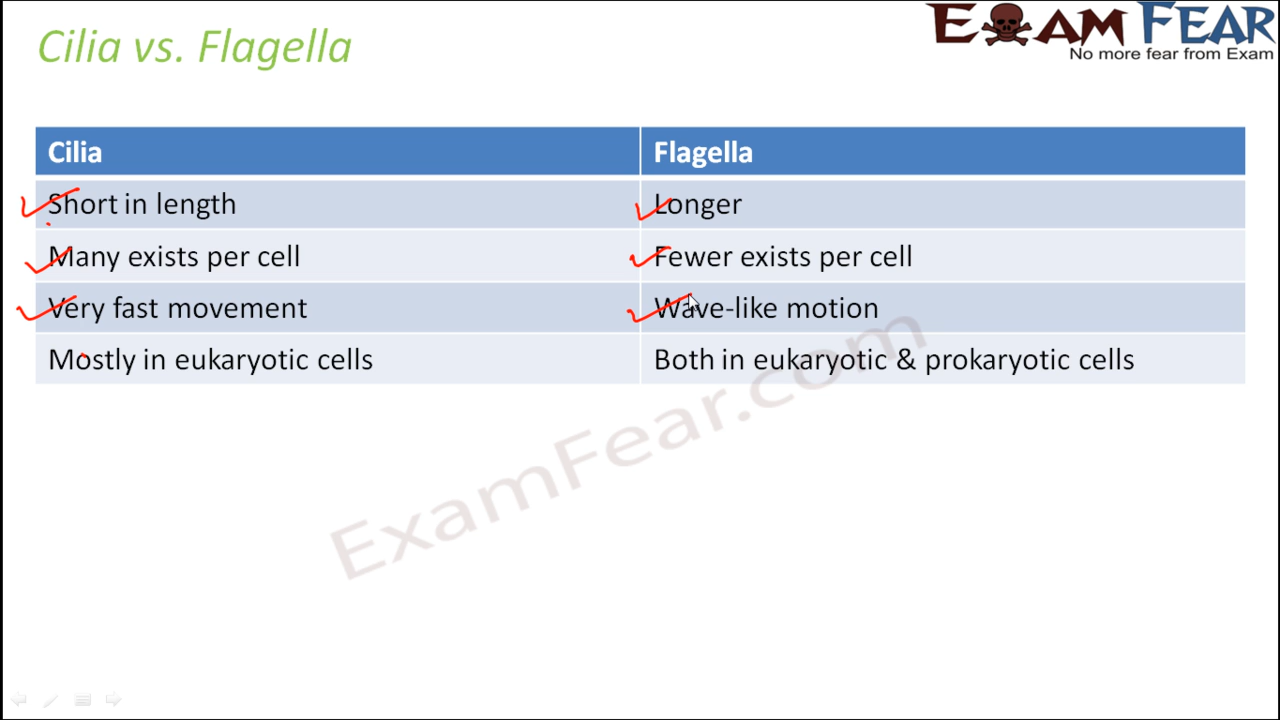 Cilia vs. Flagella
EXAM FEAR
No more fear from Exam
Cilia
Flagella
Short in length
Longer
Many exists per cell
Fewer exists per cell
Very fast movement
Wave-like motion
Mostly in eukaryotic cells
Both in eukaryotic & prokaryotic cells
ExamFear.com